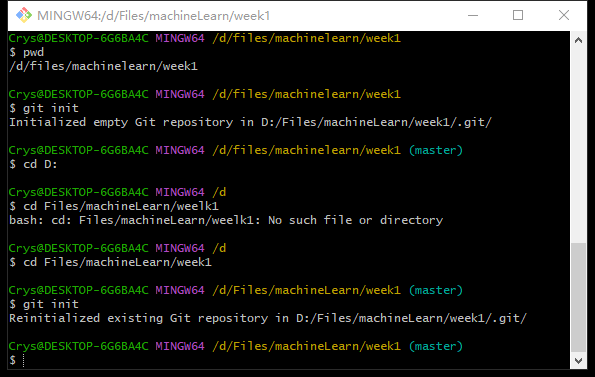 MINGW64:/d/Files/machineLearn/week1
Crys@DESKTOP-6G6BA4C MINGW64 /d/files/machinelearn/week1
$ pwd
/d/files/machinelearn/week1
Crys@DESKTOP-6G6BA4C MINGW64 /d/files/machinelearn/week1
$ git init
Initialized empty Git repository in D:/Files/machineLearn/week1/.git/
Crys@DESKTOP-6G6BA4C MINGW64 /d/files/machinelearn/week1 (master)
$ cd D:
Crys@DESKTOP-6G6BA4C MINGW64 /d
$ cd Files/machineLearn/weelk1
bash: cd: Files/machineLearn/weelk1: No such file or directory
Crys@DESKTOP-6G6BA4C MINGW64 /d
$ cd Files/machineLearn/week1
Crys@DESKTOP-6G6BA4C MINGW64 /d/Files/machineLearn/week1 (master)
$ git init
Reinitialized existing Git repository in D:/Files/machineLearn/week1/.git/
Crys@DESKTOP-6G6BA4C MINGW64 /d/Files/machineLearn/week1 (master)
$